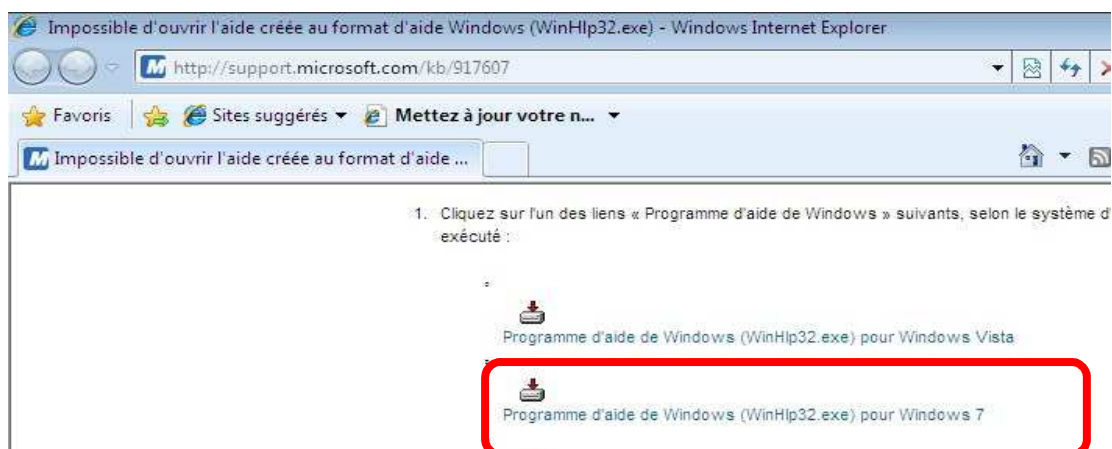 Impossible d'ouvrir l'aide créée au format d'aide Windows (WinHlp32.exe) - Windows Internet Explorer
http://support.microsoft.com/kb/917607
Favoris Sites suggérés Mettez à jour votre n...
Impossible d'ouvrir l'aide créée au format d'aide ...
1. Cliquez sur l'un des liens « Programme d'aide de Windows » suivants, selon le système d'
exécuté :
Programme d'aide de Windows (WinHlp32.exe) pour Windows Vista
Programme d'aide de Windows (WinHlp32.exe) pour Windows 7